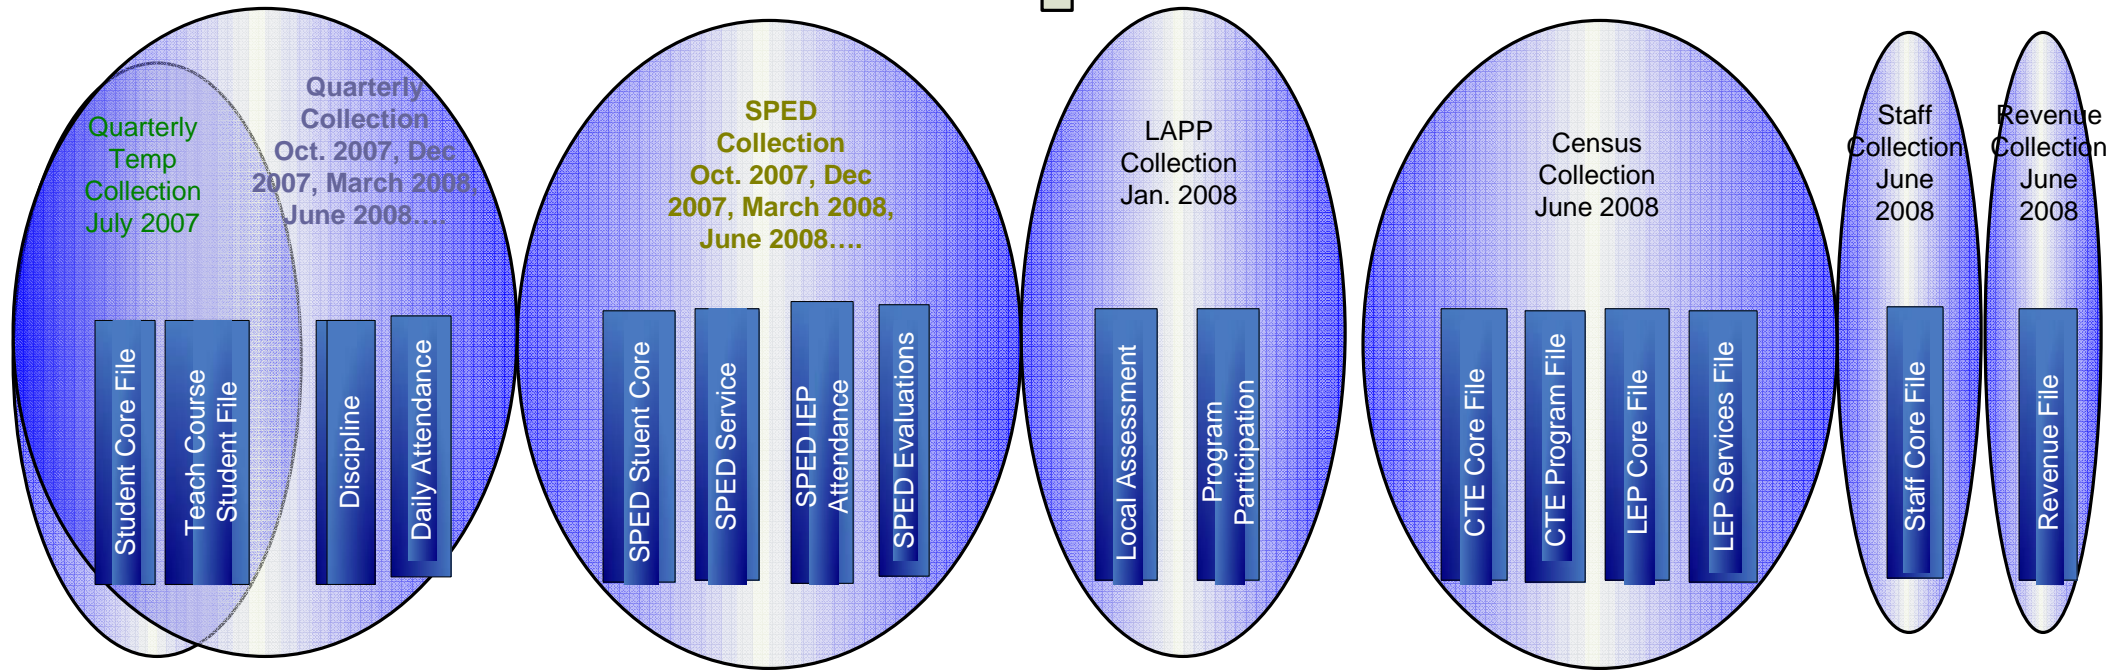 Quarterly
Temp
Collection
July 2007
Quarterly
Collection
Oct. 2007, Dec
2007, March 2008,
June 2008....
SPED
Collection
Oct. 2007, Dec
2007, March 2008,
June 2008....
LAPP
Collection
Jan. 2008
Census
Collection
June 2008
Staff
Collection
June
2008
Revenue
Collection
June
2008
Student Core File
Teach Course
Student File
Discipline
Daily Attendance
SPED Stuent Core
SPED Service
SPED IEP
Attendance
SPED Evaluations
Local Assessment
Program
Participation
CTE Core File
CTE Program File
LEP Core File
LEP Services File
Staff Core File
Revenue File